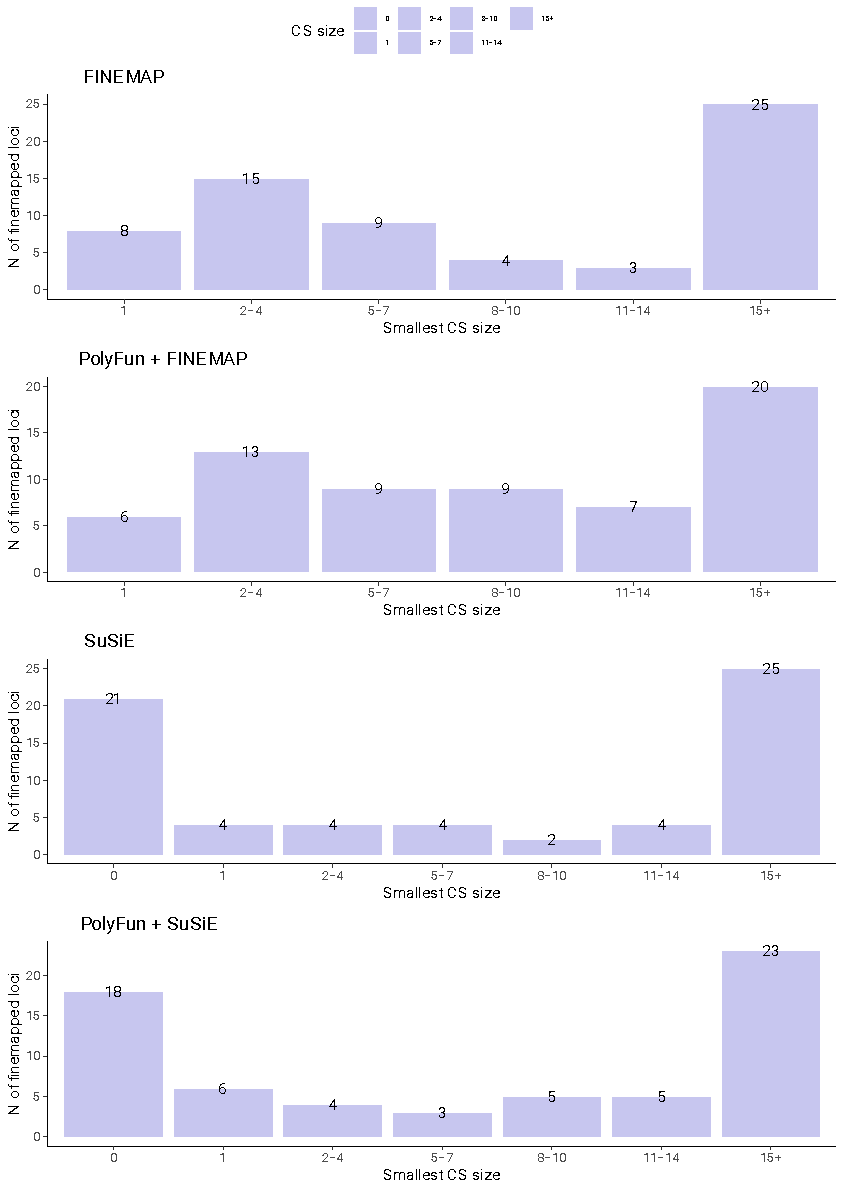 CS size
0 2-4 8-10 15+
1 5-7 11-14
FINEMAP
N of finemapped loci
25
20
15
10
5
0
8 15 9 4 3 25
1 2-4 5-7 8-10 11-14 15+
Smallest CS size
PolyFun + FINEMAP
N of finemapped loci
20
15
10
5
0
6 13 9 9 7 20
1 2-4 5-7 8-10 11-14 15+
Smallest CS size
SuSiE
N of finemapped loci
25
20
15
10
5
0
21 4 4 4 2 4 25
0 1 2-4 5-7 8-10 11-14 15+
Smallest CS size
PolyFun + SuSiE
N of finemapped loci
20
15
10
5
0
18 6 4 3 5 5 23
0 1 2-4 5-7 8-10 11-14 15+
Smallest CS size